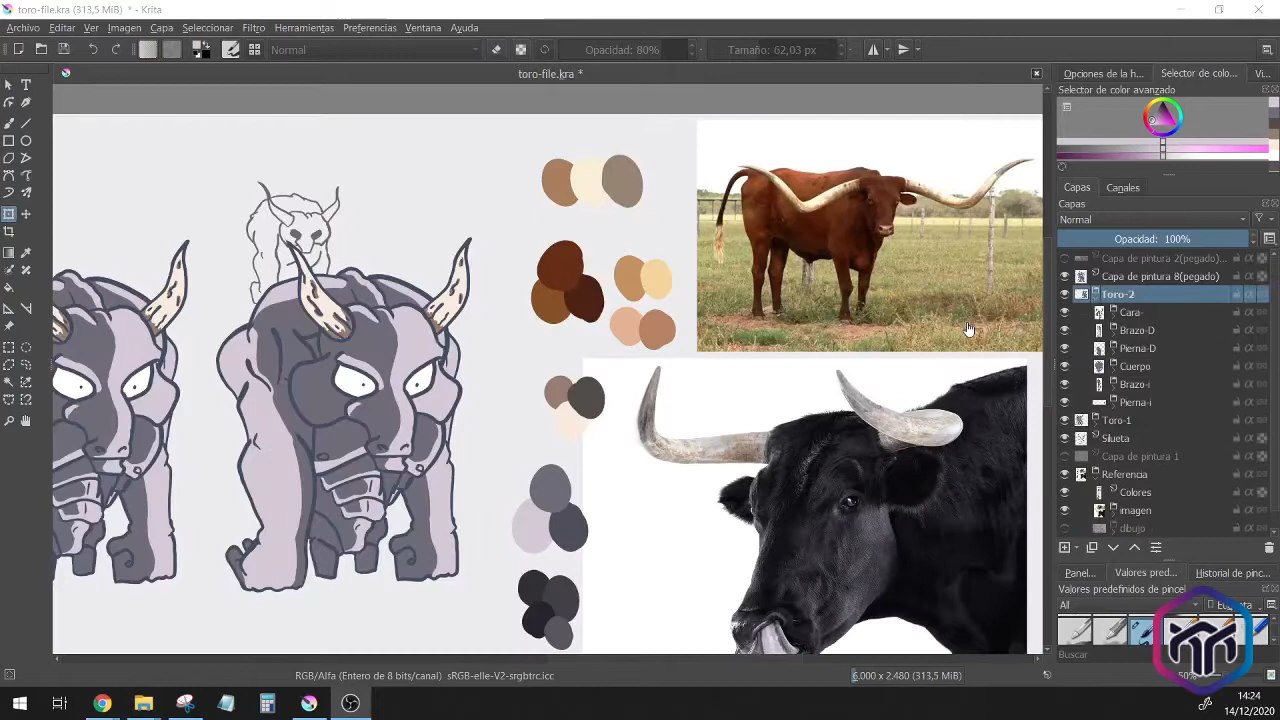 toro-file.kra (313,5 MiB) * - Krita
Archivo Editar Ver Imagen Capa Seleccionar Filtro Herramientas Preferencias Ventana Ayuda
Normal Opacidad: 80% Tamaño: 62,03 px
toro-file.kra *
Opciones de la h... Selector de colo... Vi...
Selector de color avanzado
Capas Canales
Capas
Normal
Opacidad: 100%
Capa de pintura 2(pegado)...
Capa de pintura 8(pegado)
Toro-2
Cara-
Brazo-D
Pierna-D
Cuerpo
Brazo-i
Pierna-i
Toro-1
Silueta
Capa de pintura 1
Referencia
Colores
imagen
dibujo
Panel... Valores pred... Historial de pinc...
Valores predefinidos de pincel
All
Buscar
RGB/Alfa (Entero de 8 bits/canal) sRGB-elle-V2-srgbtrc.icc
6.000 x 2.480 (313,5 MiB)
14:24
14/12/2020